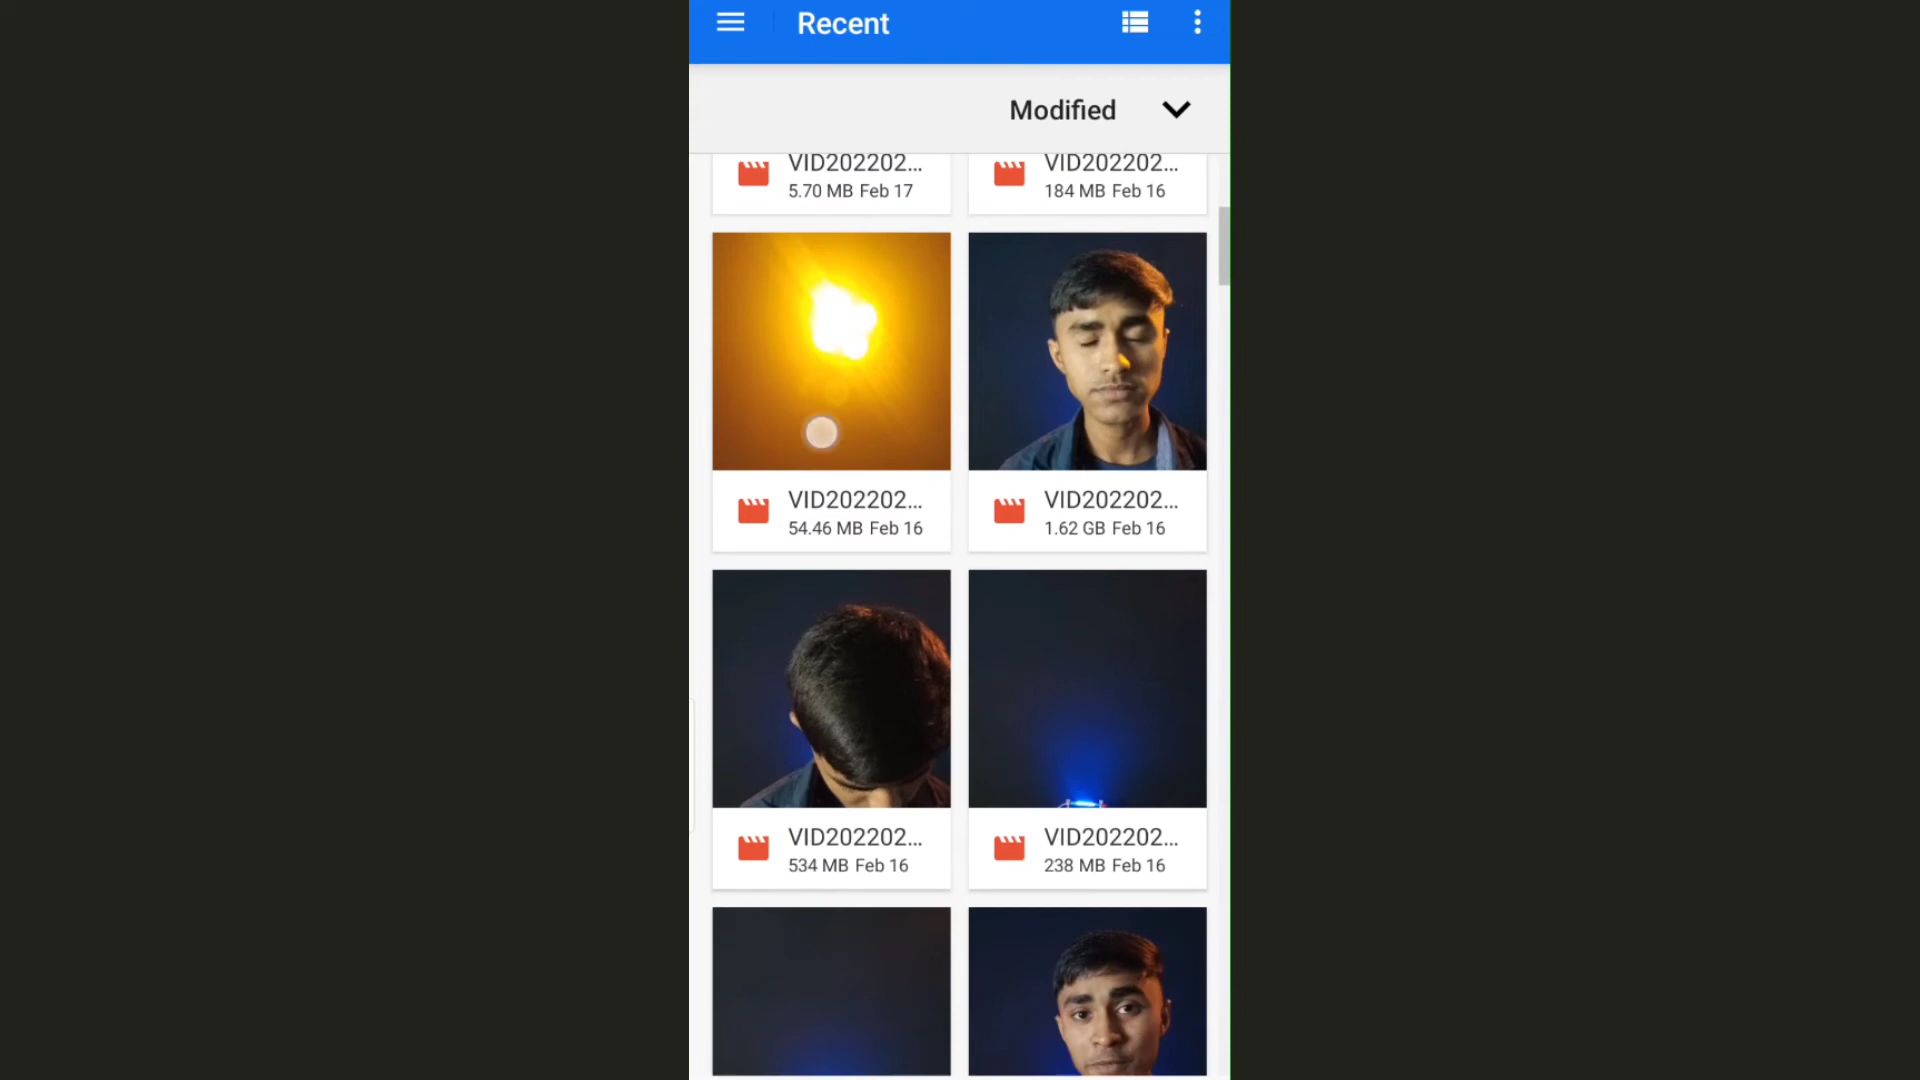 Recent
Modified
VID202202... VID202202...
5.70 MB Feb 17 184 MB Feb 16
VID202202... VID202202...
54.46 MB Feb 16 1.62 GB Feb 16
VID202202... VID202202...
534 MB Feb 16 238 MB Feb 16